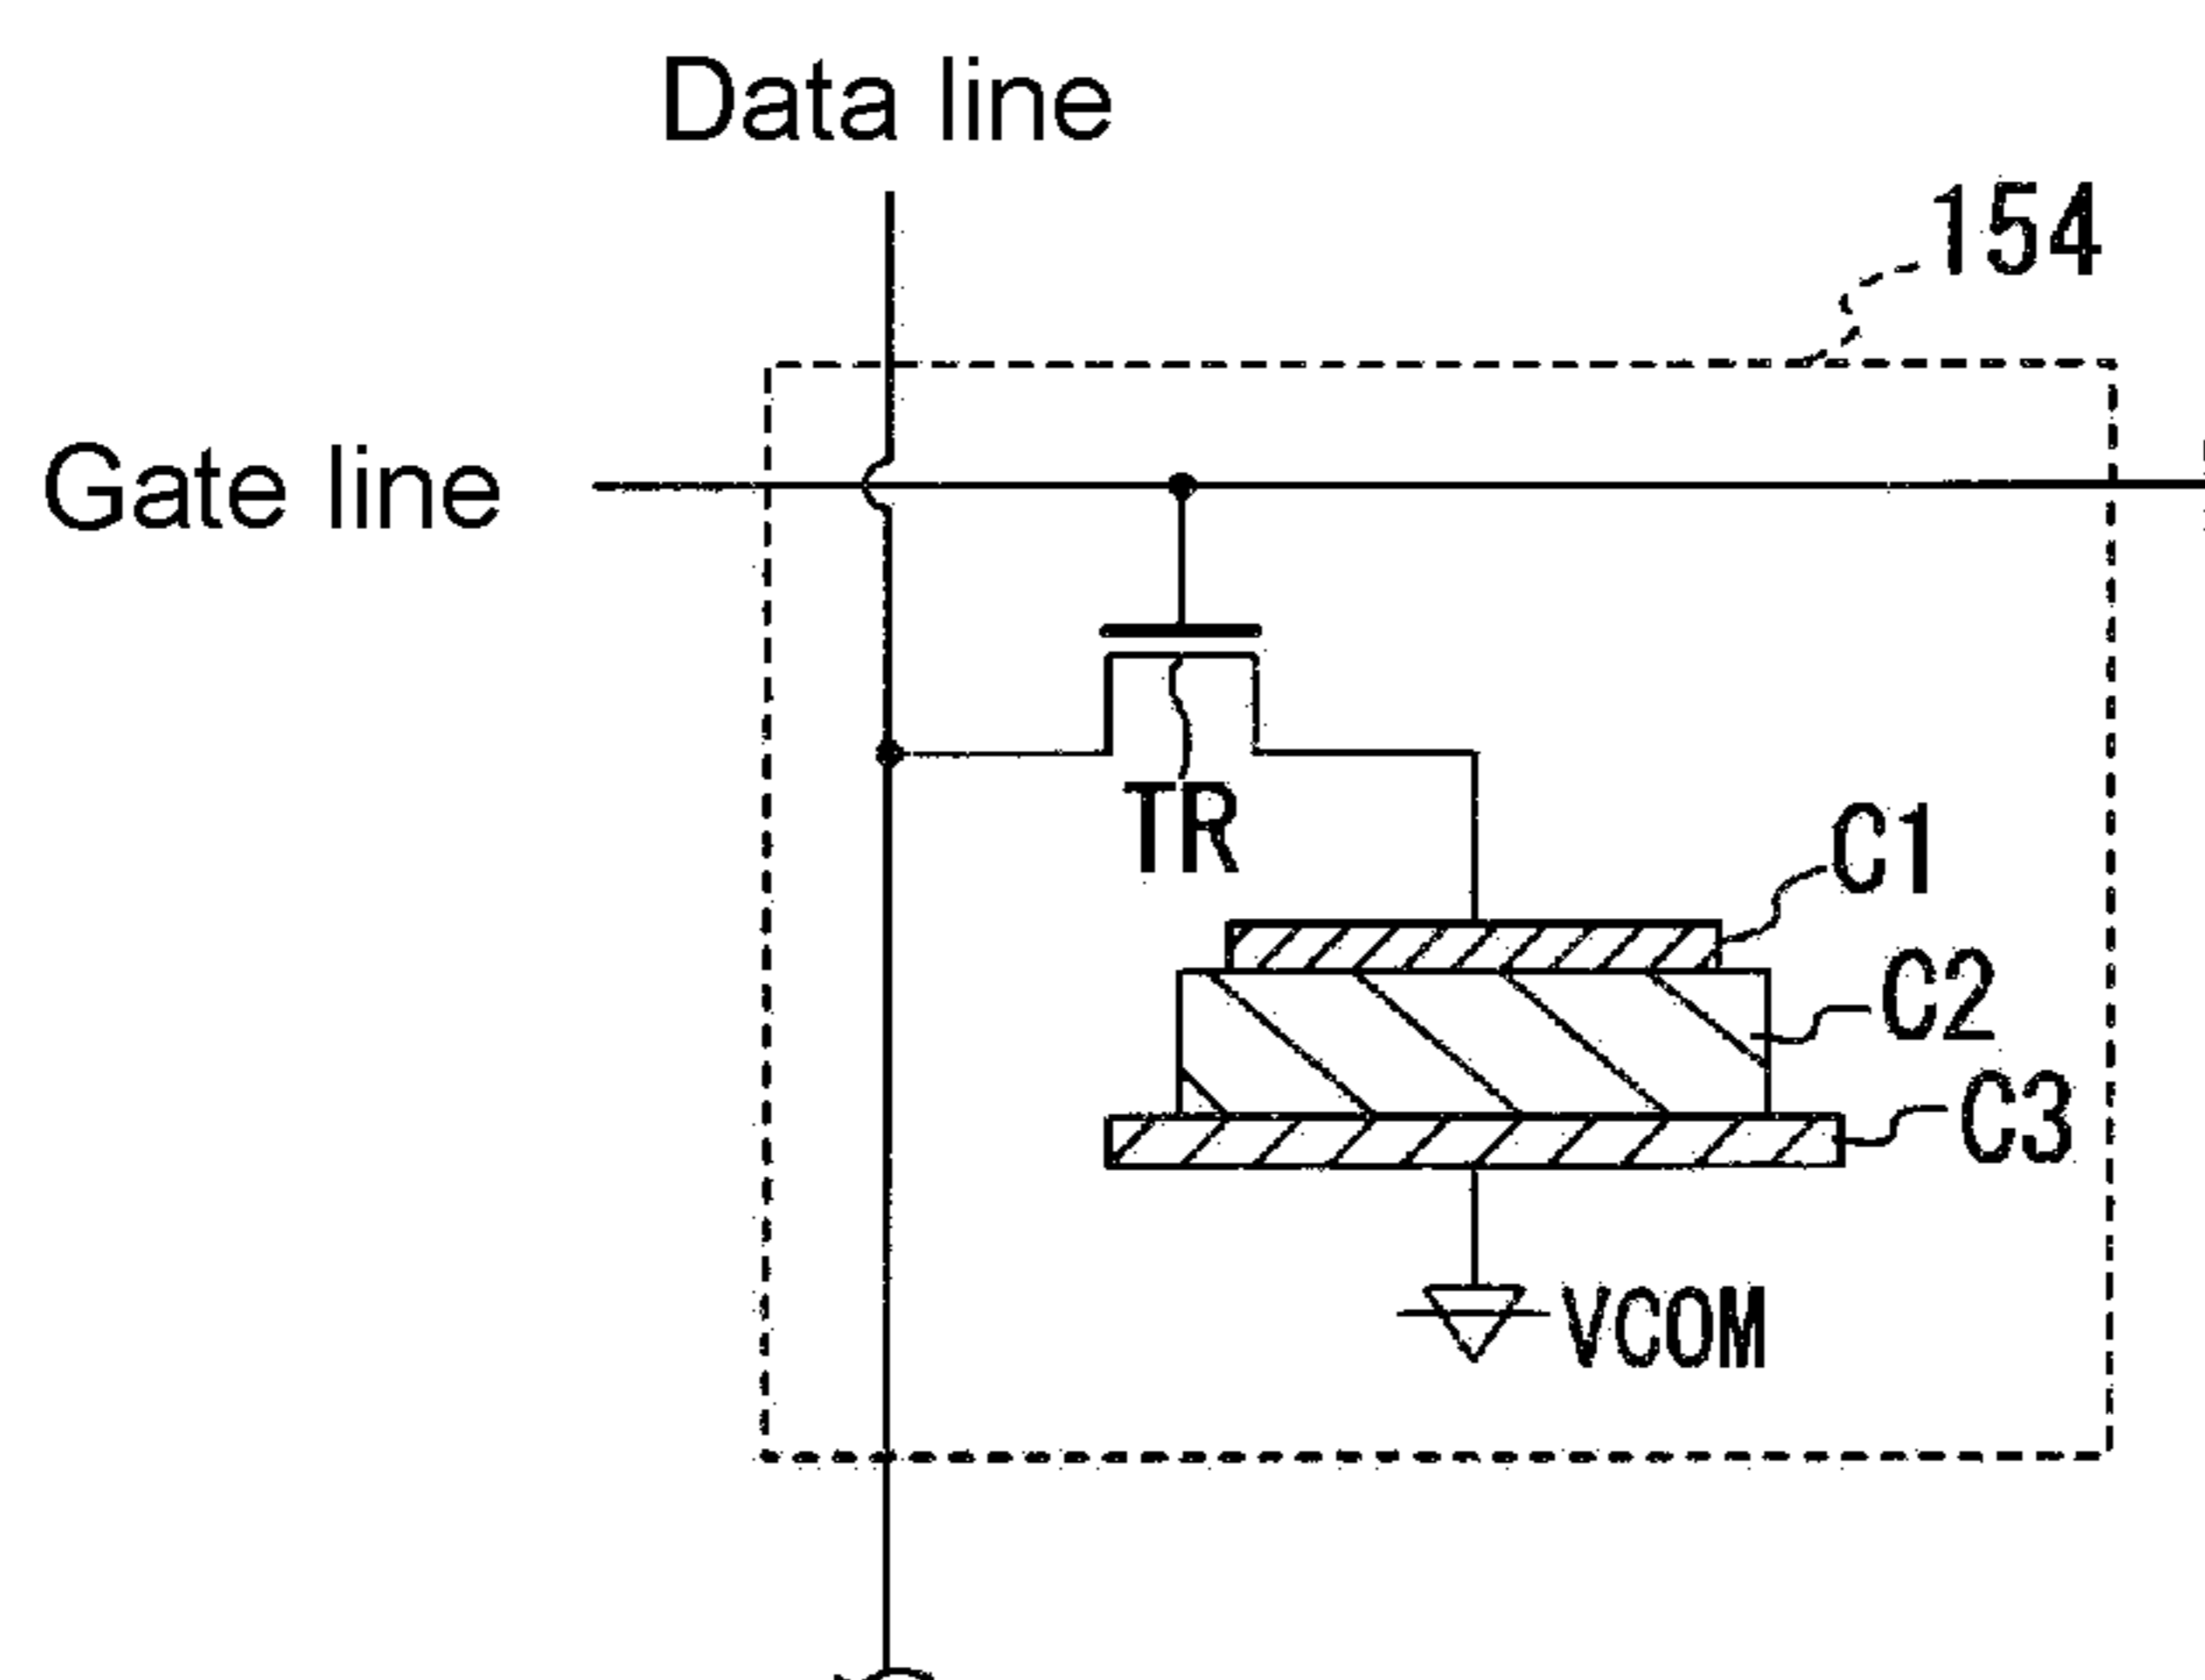 Data line
154
Gate line
TR
C1
C2
C3
VCOM